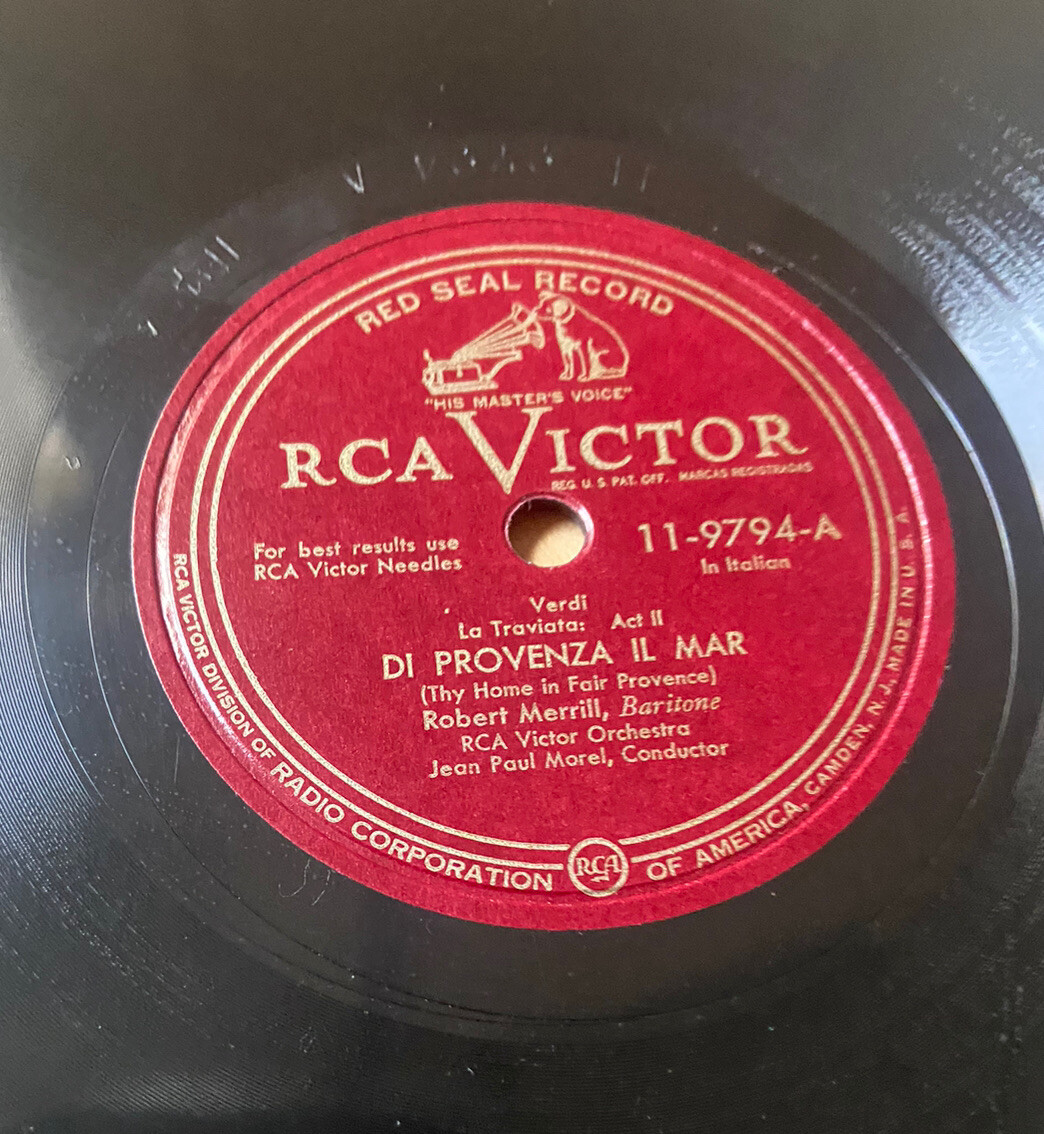 RED SEAL RECORD
"HIS MASTER'S VOICE"
RCA VICTOR
REG. U. S. PAT. OFF. MARCAS REGISTRADAS
For best results use
RCA Victor Needles
11-9794-A
In Italian
Verdi
La Traviata: Act II
DI PROVENZA IL MAR
(Thy Home in Fair Provence)
Robert Merrill, Baritone
RCA Victor Orchestra
Jean Paul Morel, Conductor
RCA VICTOR DIVISION OF RADIO CORPORATION OF AMERICA, CAMDEN, N. J., MADE IN U. S. A.
RCA